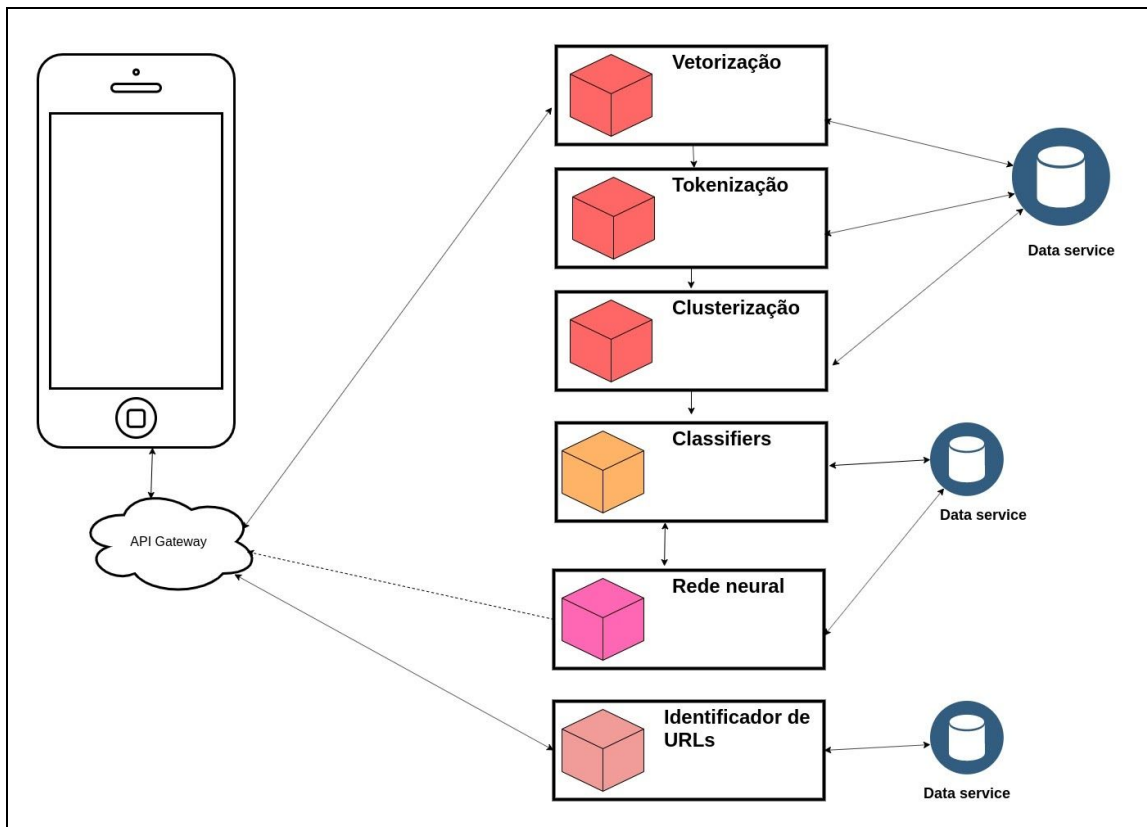 Vetorização
Tokenização
Data service
Clusterização
Classifiers
Data service
API Gateway
Rede neural
Identificador de
URLs
Data service